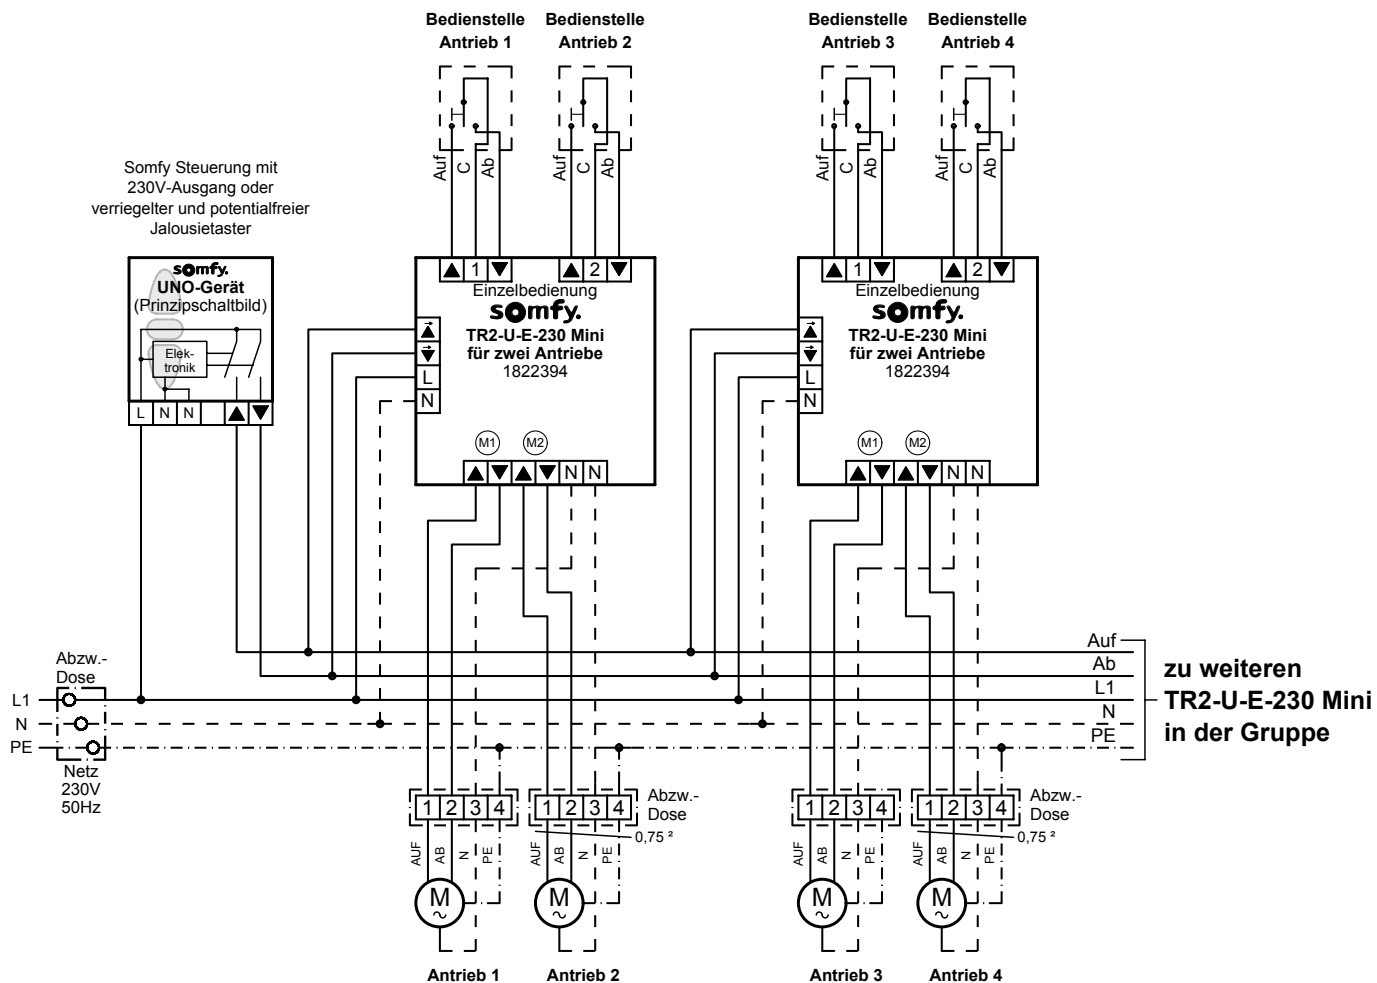 Bedienstelle Bedienstelle Bedienstelle Bedienstelle
Antrieb 1 Antrieb 2 Antrieb 3 Antrieb 4
Auf C Ab Auf C Ab Auf C Ab Auf C Ab
Somfy Steuerung mit
230V-Ausgang oder
verriegelter und potentialfreier
Jalousietaster
somfy.
UNO-Gerät
(Prinzipschaltbild)
Elek-
tronik
L N N
1 2
Einzelbedienung
somfy.
TR2-U-E-230 Mini
für zwei Antriebe
1822394
L
N
M1 M2
N N
1 2
Einzelbedienung
somfy.
TR2-U-E-230 Mini
für zwei Antriebe
1822394
L
N
M1 M2
N N
Auf
Ab
L1
N
PE
zu weiteren
TR2-U-E-230 Mini
in der Gruppe
Abzw.-
Dose
L1
N
PE
Netz
230V
50Hz
1 2 3 4 1 2 3 4
Abzw.-
Dose
0,75 ²
AUF AB N PE AUF AB N PE
M M
~ ~
Antrieb 1 Antrieb 2
1 2 3 4 1 2 3 4
Abzw.-
Dose
0,75 ²
AUF AB N PE AUF AB N PE
M M
~ ~
Antrieb 3 Antrieb 4